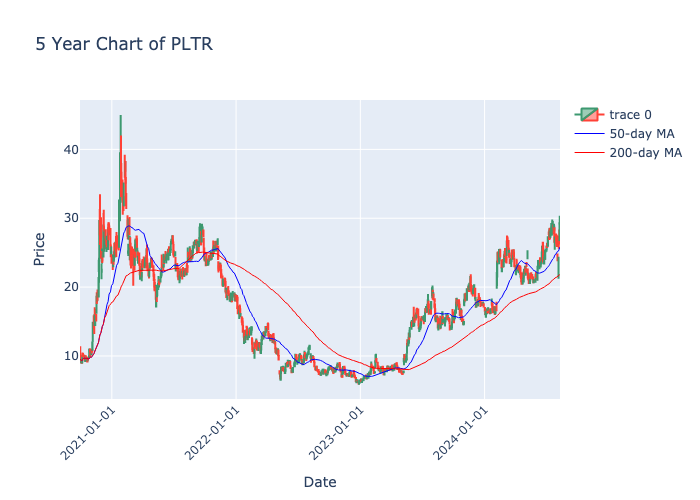 5 Year Chart of PLTR
trace 0
50-day MA
200-day MA
40
30
20
10
Price
2021-01-01
2022-01-01
2023-01-01
2024-01-01
Date